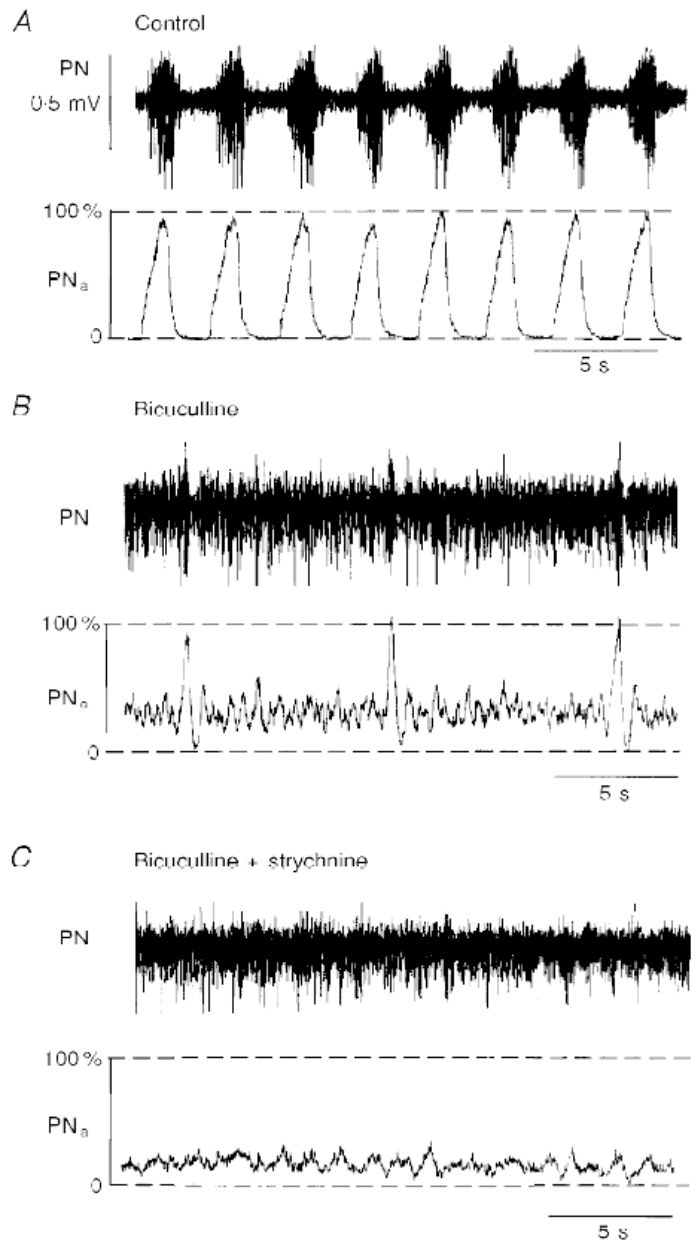 A
Control
PN
0·5 mV
100 %
PNa
0
5 s
B
Bicuculline
PN
100 %
PNa
0
5 s
C
Bicuculline + strychnine
PN
100 %
PNa
0
5 s